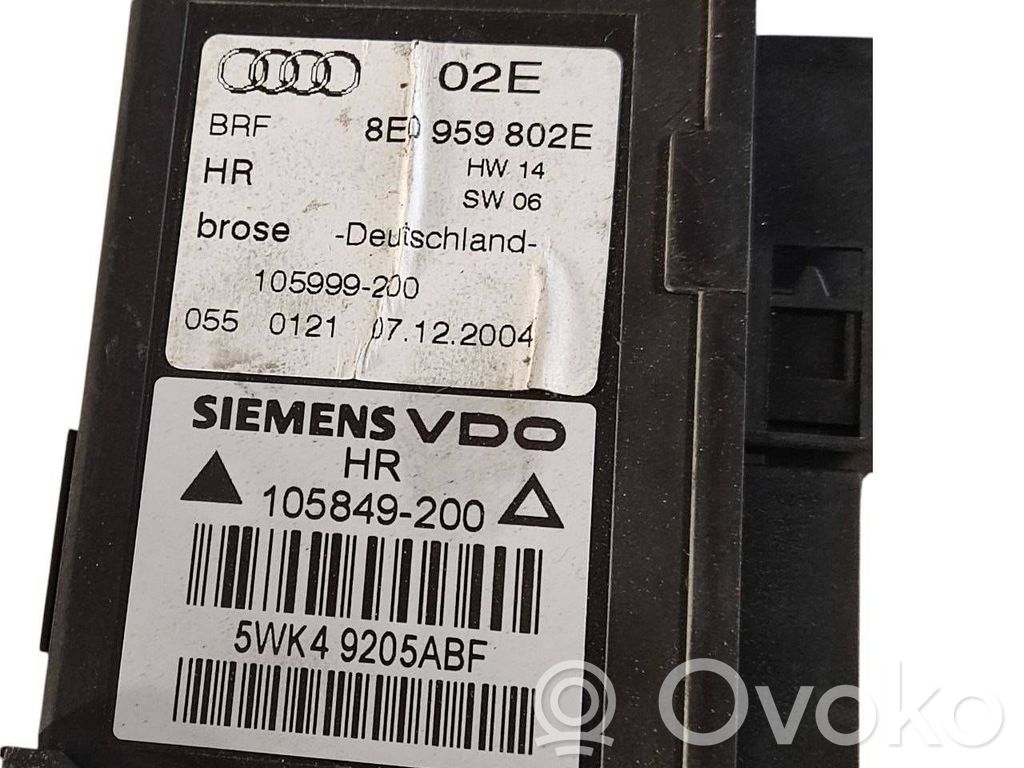 02E
BRF 8E0 959 802E
HR HW 14
SW 06
brose -Deutschland-
105999-200
055 0121 07.12.2004
SIEMENS VDO
HR
105849-200
5WK4 9205ABF
Ovoko